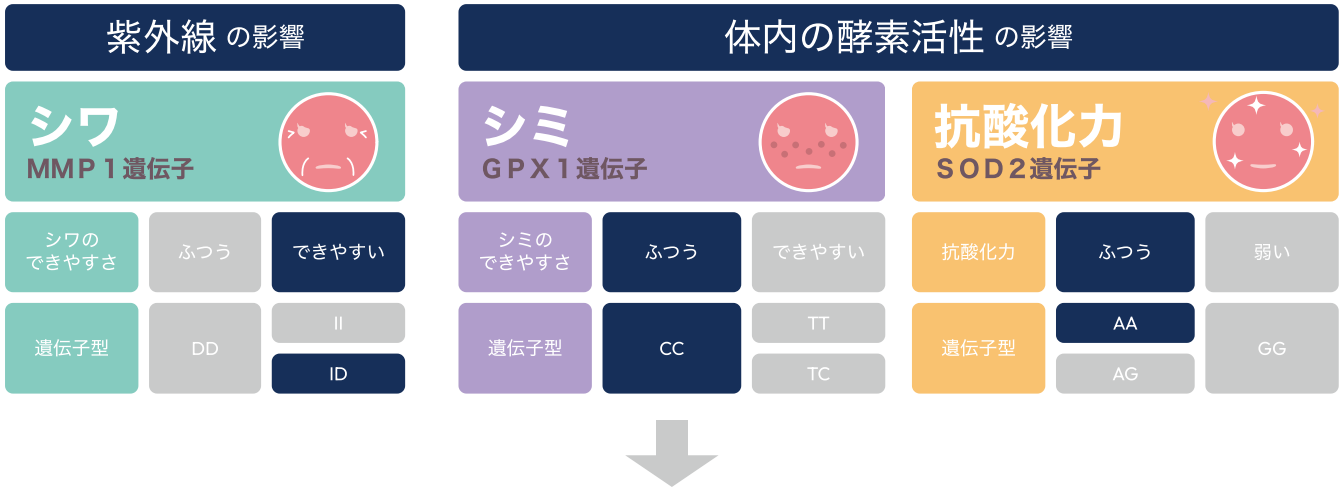 紫外線 の影響
体内の酵素活性 の影響
シワ
MMP１遺伝子
シミ
GPX１遺伝子
抗酸化力
SOD２遺伝子
シワの
できやすさ
ふつう
できやすい
シミの
できやすさ
ふつう
できやすい
抗酸化力
ふつう
弱い
遺伝子型
DD
II
ID
遺伝子型
CC
TT
TC
遺伝子型
AA
AG
GG